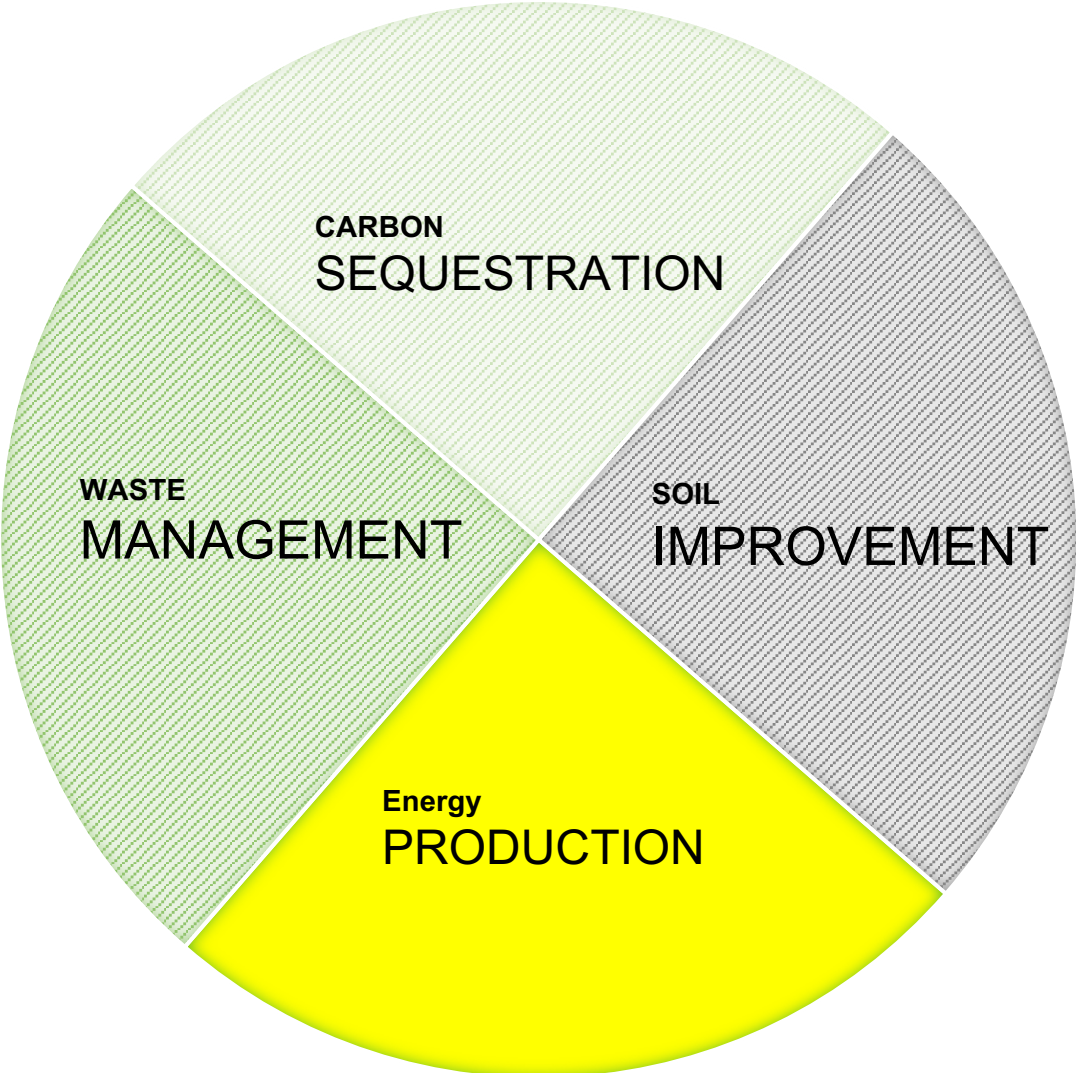 CARBON
SEQUESTRATION
WASTE
MANAGEMENT
SOIL
IMPROVEMENT
Energy
PRODUCTION